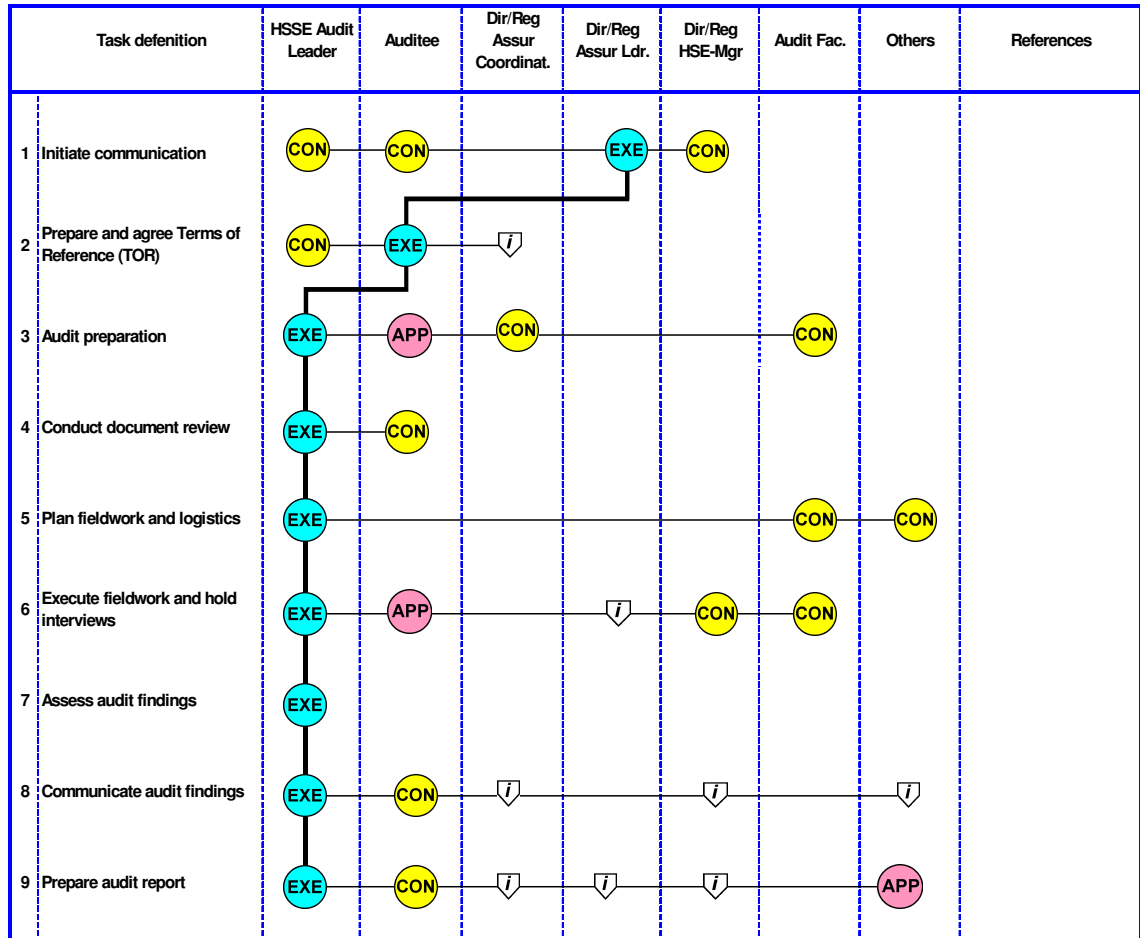 Task defenition
HSSE Audit
Leader
Auditee
Dir/Reg
Assur
Coordinat.
Dir/Reg
Assur Ldr.
Dir/Reg
HSE-Mgr
Audit Fac.
Others
References
1 Initiate communication CON CON EXE CON
2 Prepare and agree Terms of
Reference (TOR)
CON EXE i
3 Audit preparation EXE APP CON CON
4 Conduct document review EXE CON
5 Plan fieldwork and logistics EXE CON CON
6 Execute fieldwork and hold
interviews
EXE APP i CON CON
7 Assess audit findings EXE
8 Communicate audit findings EXE CON i i i
9 Prepare audit report EXE CON i i i APP